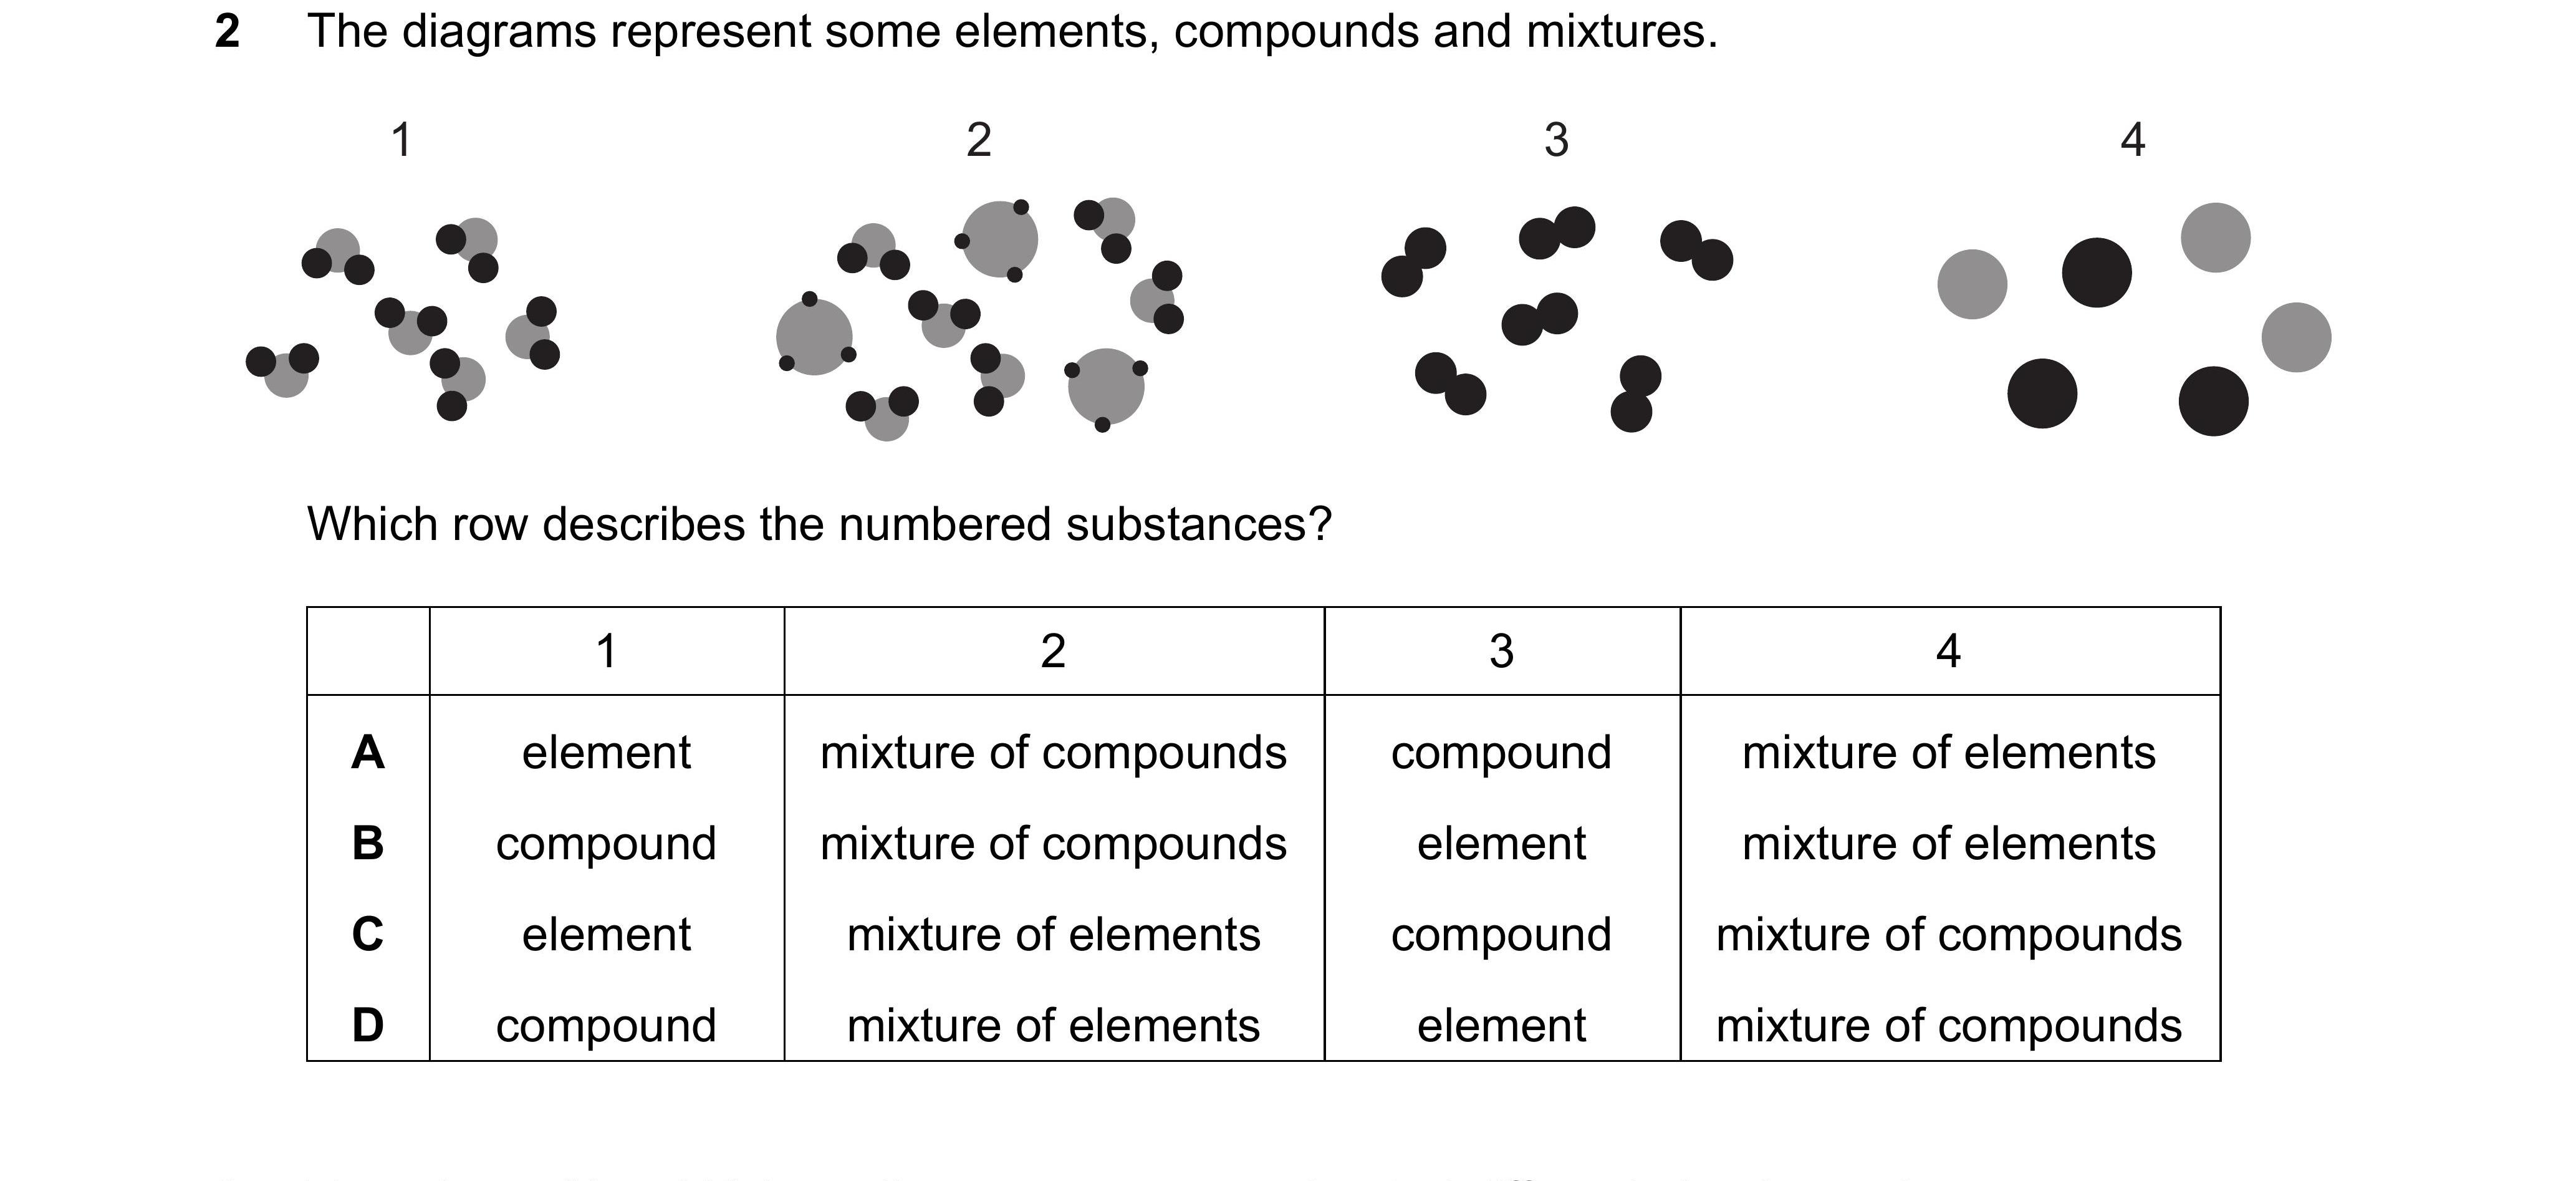 2 The diagrams represent some elements, compounds and mixtures.
1 2 3 4
Which row describes the numbered substances?
1 2 3 4
A element mixture of compounds compound mixture of elements
B compound mixture of compounds element mixture of elements
C element mixture of elements compound mixture of compounds
D compound mixture of elements element mixture of compounds